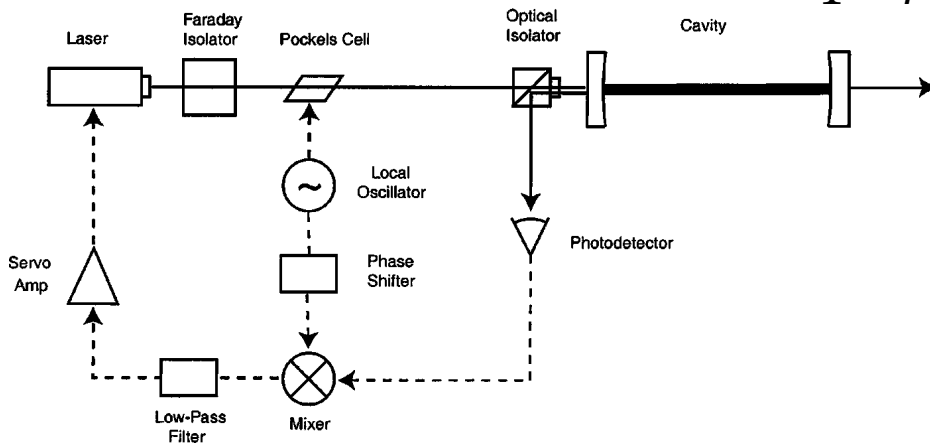 Laser
Faraday
Isolator
Pockels Cell
Optical
Isolator
Cavity
Local
Oscillator
Photodetector
Phase
Shifter
Servo
Amp
Low-Pass
Filter
Mixer